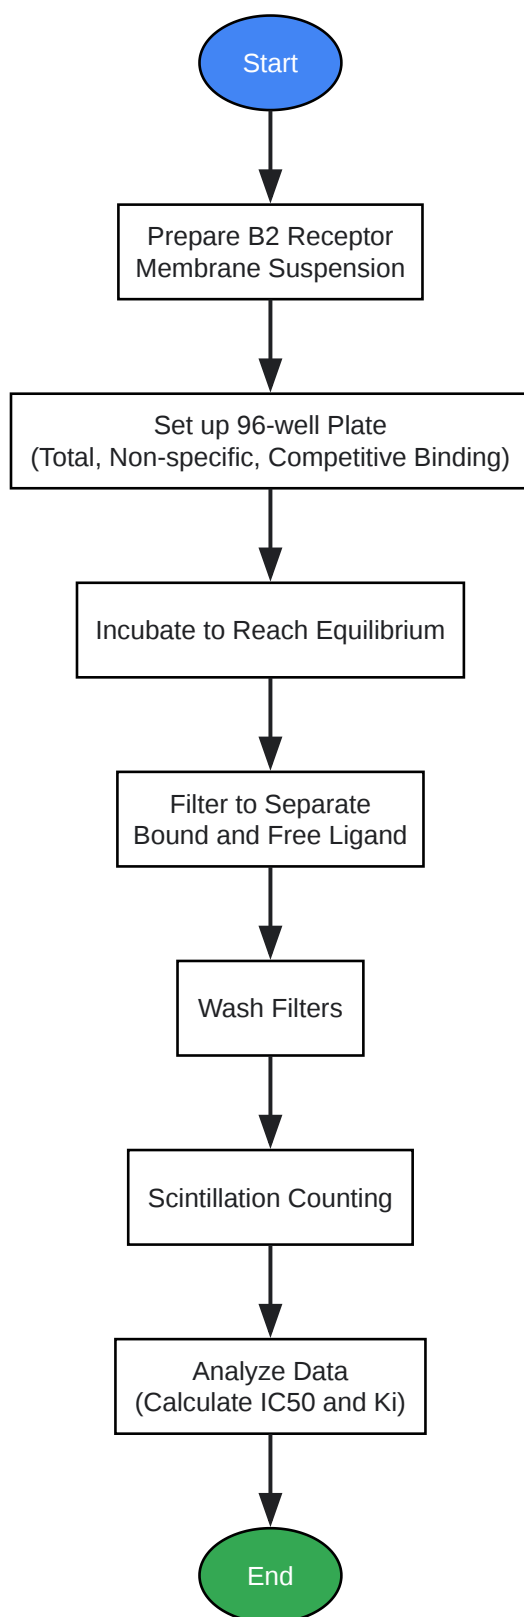 Start
Prepare B2 Receptor
Membrane Suspension
Set up 96-well Plate
(Total, Non-specific, Competitive Binding)
Incubate to Reach Equilibrium
Filter to Separate
Bound and Free Ligand
Wash Filters
Scintillation Counting
Analyze Data
(Calculate IC50 and Ki)
End